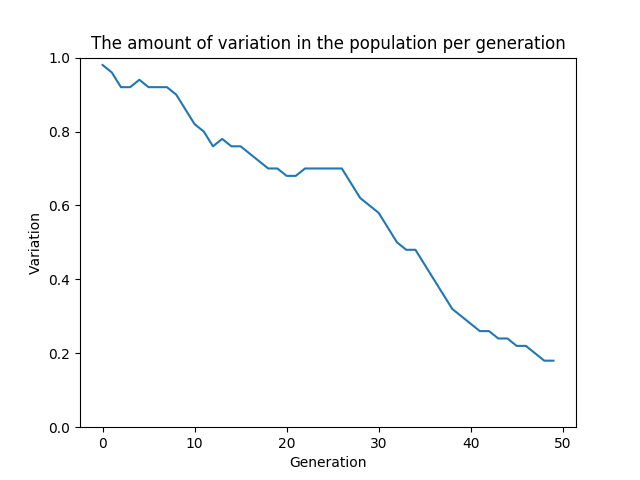 The amount of variation in the population per generation
1.0
0.8
0.6
0.4
0.2
0.0
Variation
0 10 20 30 40 50
Generation